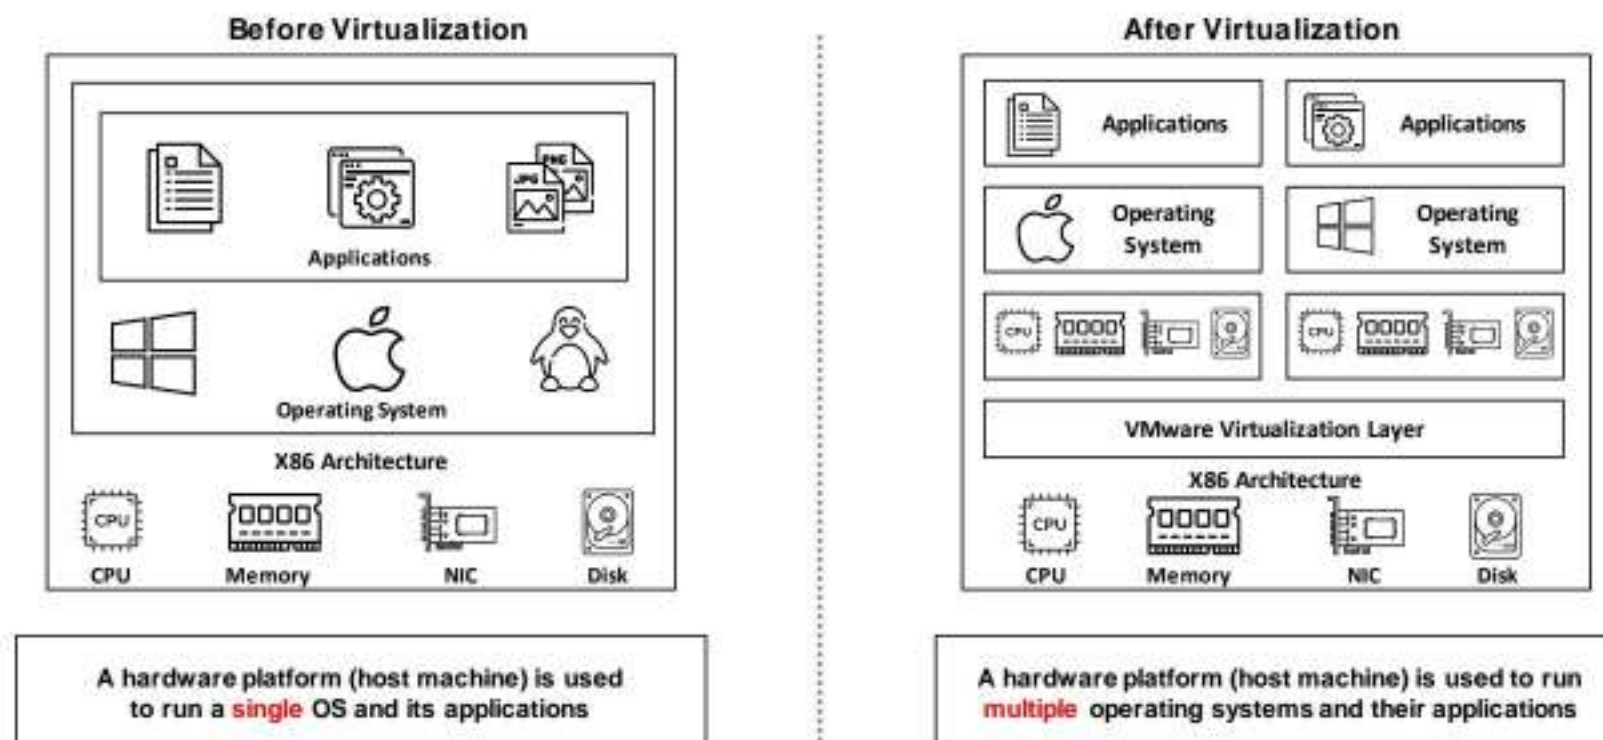 Before Virtualization
JPG
PNG
Applications
Operating System
X86 Architecture
CPU
CPU
Memory
NIC
Disk
A hardware platform (host machine) is used
to run a single OS and its applications
After Virtualization
Applications
Applications
Operating
System
Operating
System
CPU
CPU
VMware Virtualization Layer
X86 Architecture
CPU
CPU
Memory
NIC
Disk
A hardware platform (host machine) is used to run
multiple operating systems and their applications